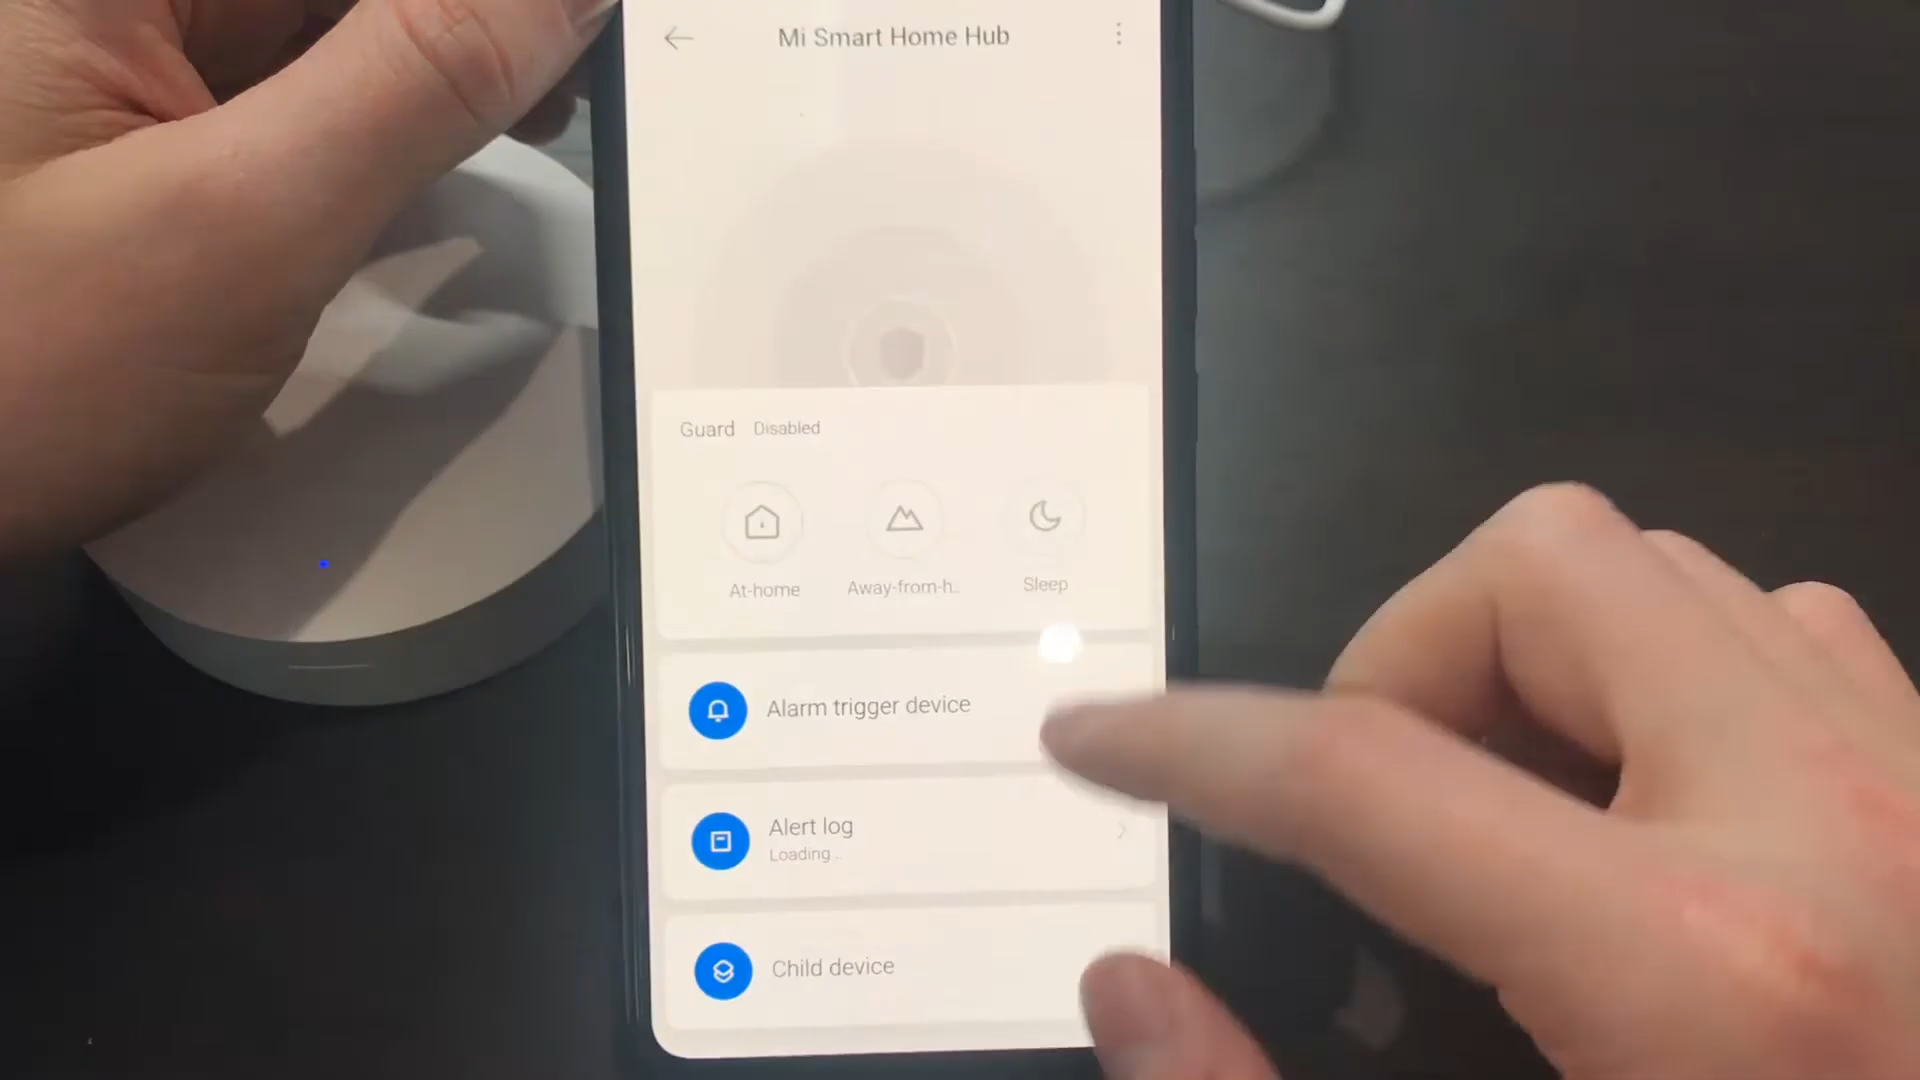 Mi Smart Home Hub
Guard Disabled
At-home Away-from-h.. Sleep
Alarm trigger device
Alert log
Loading..
Child device